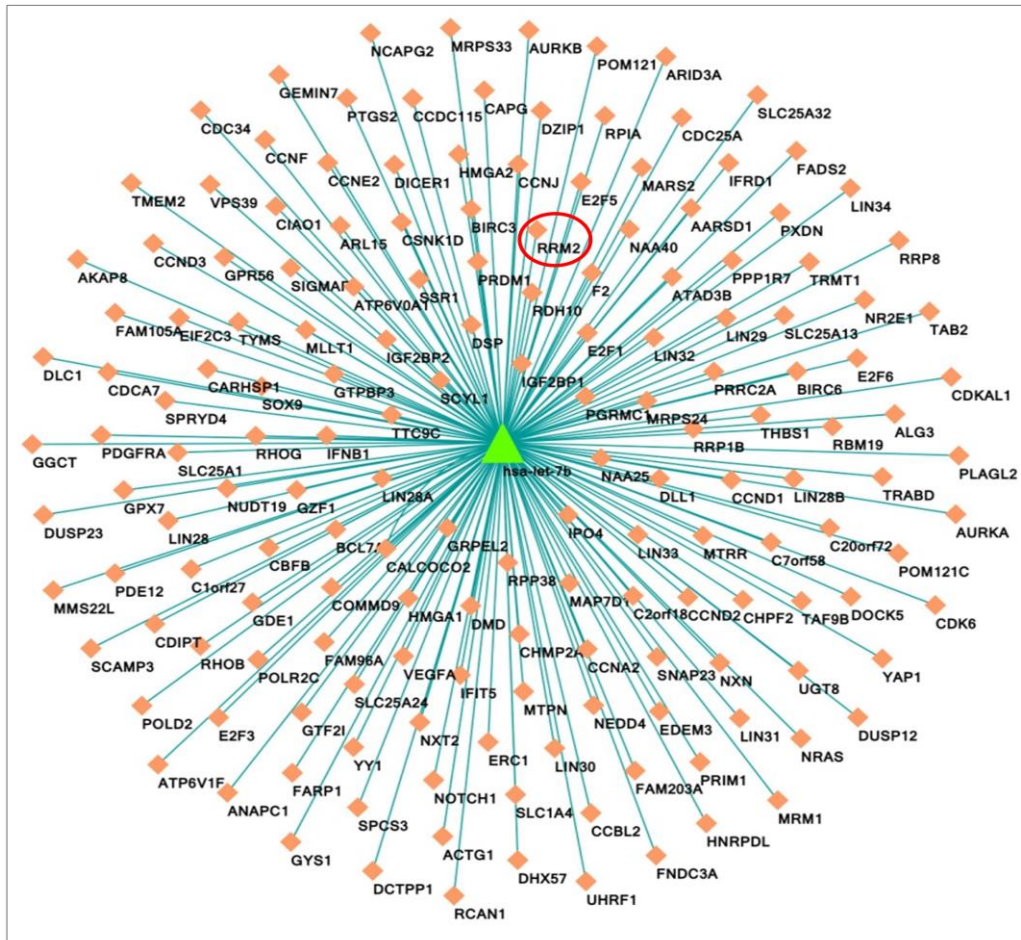 NCAPG2
MRPS33
AURKB
POM121
ARID3A
GEMIN7
PTGS2
CCDC115
CAPG
DZIP1
RPIA
CDC25A
SLC25A32
CDC34
CCNF
CCNE2
DICER1
HMGA2
CCNJ
E2F5
MARS2
IFRD1
FADS2
TMEM2
VPS39
CIAO1
ARL15
CSNK1D
BIRC3
RRM2
NAA40
AARSD1
PXDN
LIN34
AKAP8
CCND3
GPR56
SIGMAR
ATP6V0A1
SSR1
PRDM1
RDH10
F2
ATAD3B
PPP1R7
TRMT1
RRP8
FAM105A
EIF2C3
TYMS
MLLT1
IGF2BP2
DSP
E2F1
LIN32
LIN29
SLC25A13
NR2E1
TAB2
DLC1
CDCA7
CARHSP1
SOX9
GTPBP3
SCYL1
IGF2BP1
PGRMC1
MRPS24
PRRC2A
BIRC6
E2F6
CDKAL1
SPRYD4
TTC9C
RRP1B
THBS1
RBM19
ALG3
GGCT
PDGFRA
SLC25A1
RHOG
IFNB1
hsa-let-7b
NAA25
DLL1
CCND1
LIN28B
TRABD
PLAGL2
DUSP23
GPX7
LIN28
NUDT19
GZF1
LIN28A
IPO4
LIN33
MTRR
C7orf58
C20orf72
AURKA
MMS22L
PDE12
C1orf27
CBFB
BCL7A
CALCOCO2
GRPEL2
RPP38
MAP7D1
C2orf18
CCND2
CHPF2
TAF9B
DOCK5
POM121C
CDK6
SCAMP3
CDIPT
RHOB
GDE1
COMMD9
HMGA1
DMD
CHMP2A
CCNA2
SNAP23
NXN
UGT8
YAP1
POLD2
E2F3
POLR2C
FAM96A
SLC25A24
VEGFA
IFIT5
MTPN
NEDD4
EDEM3
LIN31
NRAS
DUSP12
ATP6V1F
ANAPC1
GTF2I
FARP1
YY1
NXT2
ERC1
LIN30
FAM203A
PRIM1
MRM1
GYS1
SPCS3
NOTCH1
SLC1A4
CCBL2
HNRPDL
DCTPP1
ACTG1
RCAN1
DHX57
UHRF1
FNDC3A